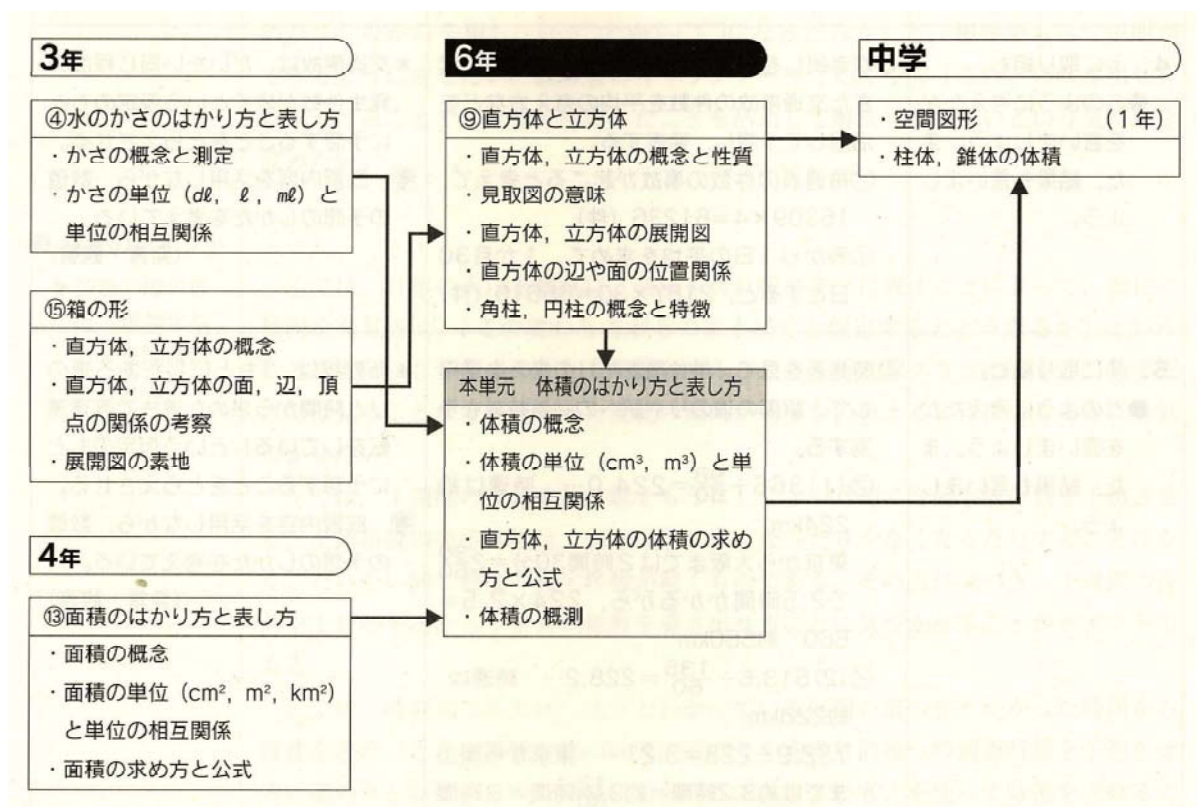 3年
④水のかさのはかり方と表し方
・かさの概念と測定
・かさの単位（dℓ，ℓ，mℓ）と
単位の相互関係
⑮箱の形
・直方体，立方体の概念
・直方体，立方体の面，辺，頂
点の関係の考察
・展開図の素地
4年
⑬面積のはかり方と表し方
・面積の概念
・面積の単位（cm²，m²，km²）
と単位の相互関係
・面積の求め方と公式
6年
⑨直方体と立方体
・直方体，立方体の概念と性質
・見取図の意味
・直方体，立方体の展開図
・直方体の辺や面の位置関係
・角柱，円柱の概念と特徴
本単元　体積のはかり方と表し方
・体積の概念
・体積の単位（cm³，m³）と単
位の相互関係
・直方体，立方体の体積の求め
方と公式
・体積の概測
中学
・空間図形　（1年）
・柱体，錐体の体積